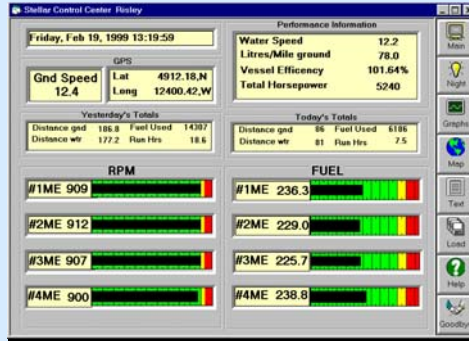 Stellar Control Center Risley
Friday, Feb 19, 1999 13:19:59
GPS
Gnd Speed
12.4
Lat 4912.18,N
Long 12400.42,W
Performance Information
Water Speed 12.2
Litres/Mile ground 78.0
Vessel Efficency 101.64%
Total Horsepower 5240
Yesterday's Totals
Distance gnd 186.8 Fuel Used 14307
Distance wtr 177.2 Run Hrs 18.6
Today's Totals
Distance gnd 86 Fuel Used 6186
Distance wtr 81 Run Hrs 7.5
RPM
#1ME 909
#2ME 912
#3ME 907
#4ME 900
FUEL
#1ME 236.3
#2ME 229.0
#3ME 225.7
#4ME 238.8
Main
Night
Graphs
Map
Text
Load
Help
Goodbye